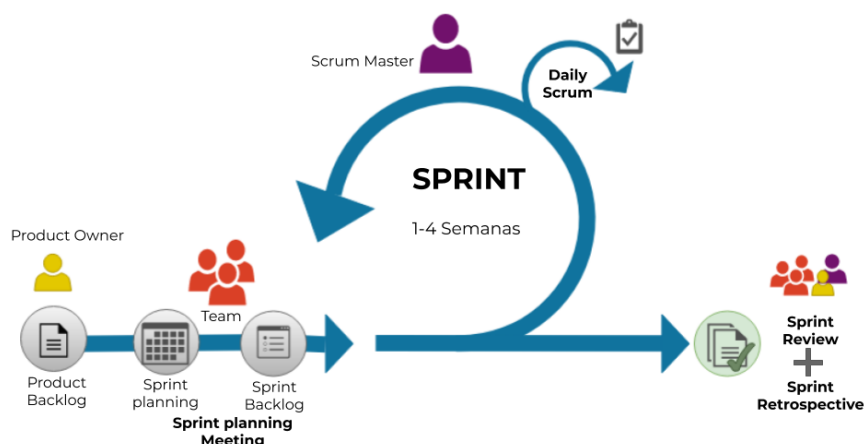 Scrum Master
Daily
Scrum
SPRINT
1-4 Semanas
Product Owner
Team
Product
Backlog
Sprint
planning
Sprint
Backlog
Sprint planning
Meeting
Sprint
Review
Sprint
Retrospective